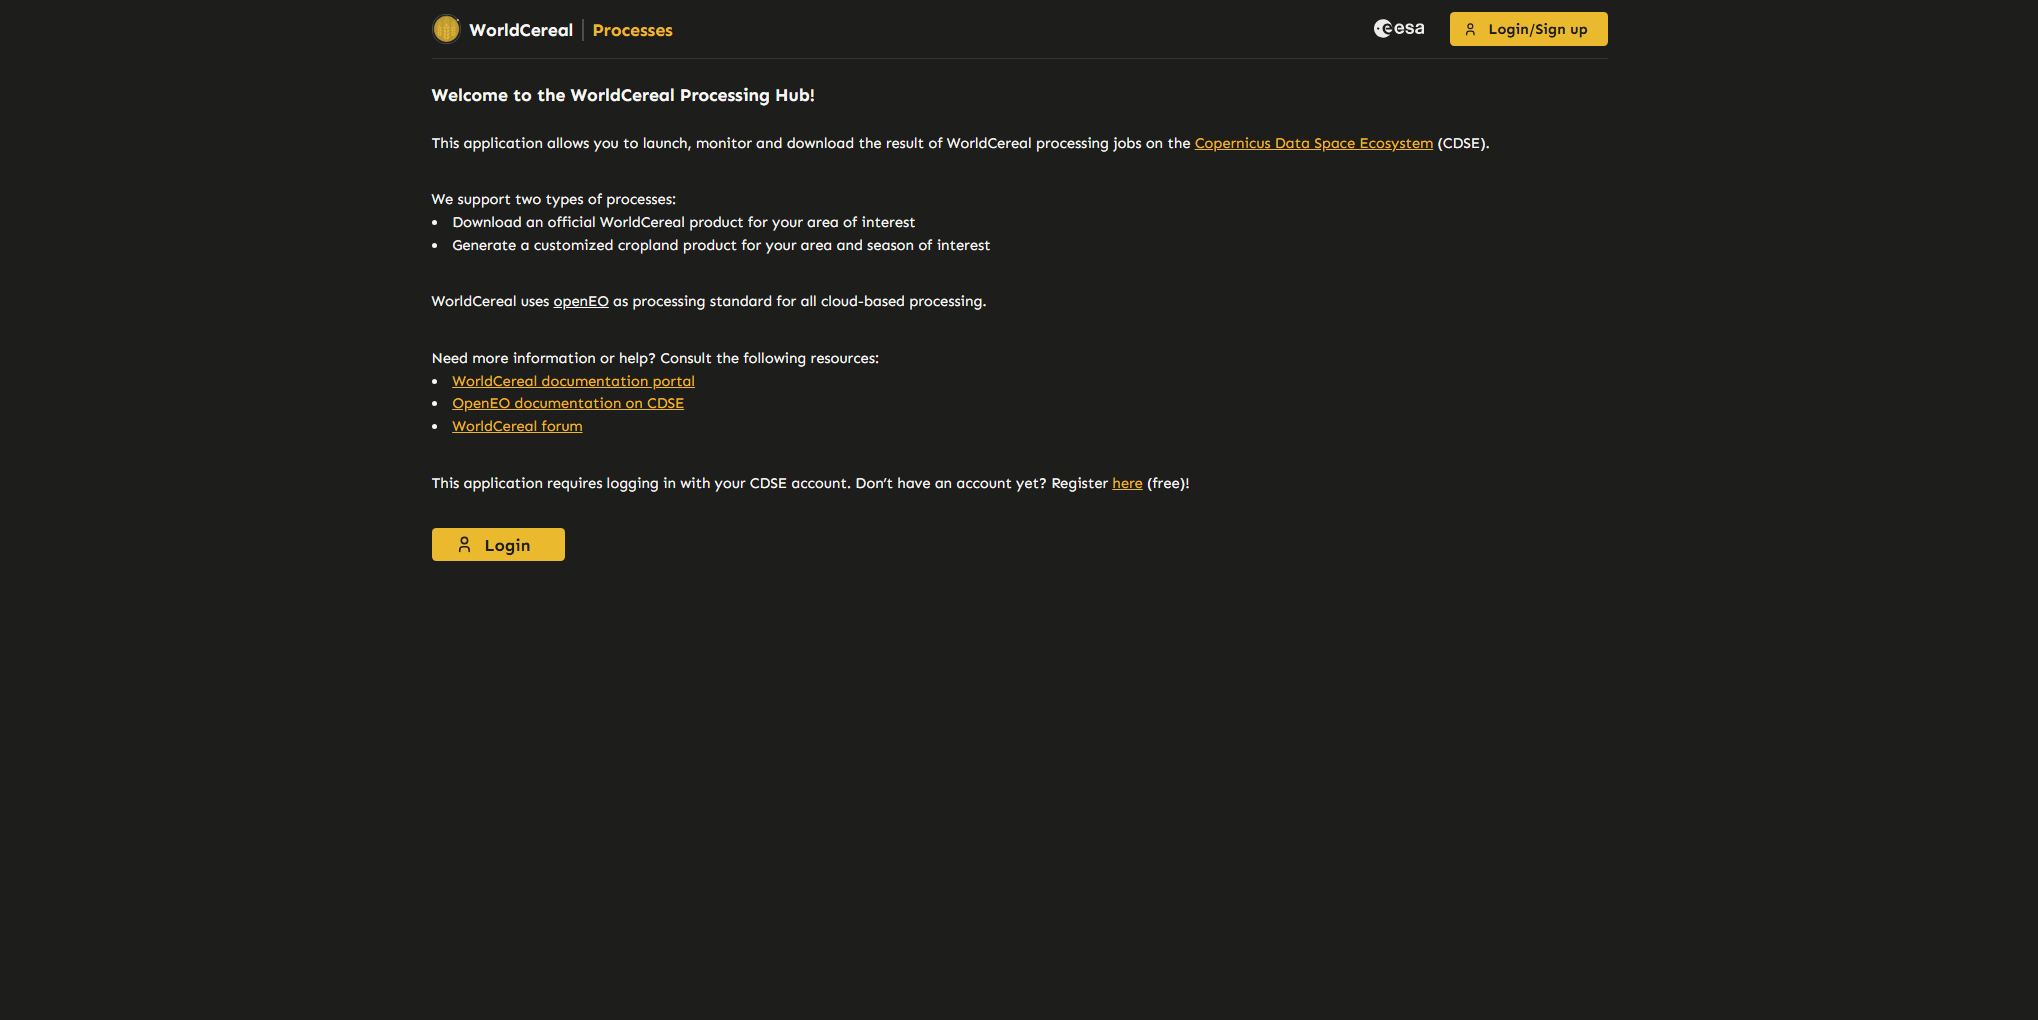 WorldCereal | Processes
esa
Login/Sign up
Welcome to the WorldCereal Processing Hub!
This application allows you to launch, monitor and download the result of WorldCereal processing jobs on the Copernicus Data Space Ecosystem (CDSE).
We support two types of processes:
• Download an official WorldCereal product for your area of interest
• Generate a customized cropland product for your area and season of interest
WorldCereal uses openEO as processing standard for all cloud-based processing.
Need more information or help? Consult the following resources:
• WorldCereal documentation portal
• OpenEO documentation on CDSE
• WorldCereal forum
This application requires logging in with your CDSE account. Don’t have an account yet? Register here (free)!
Login